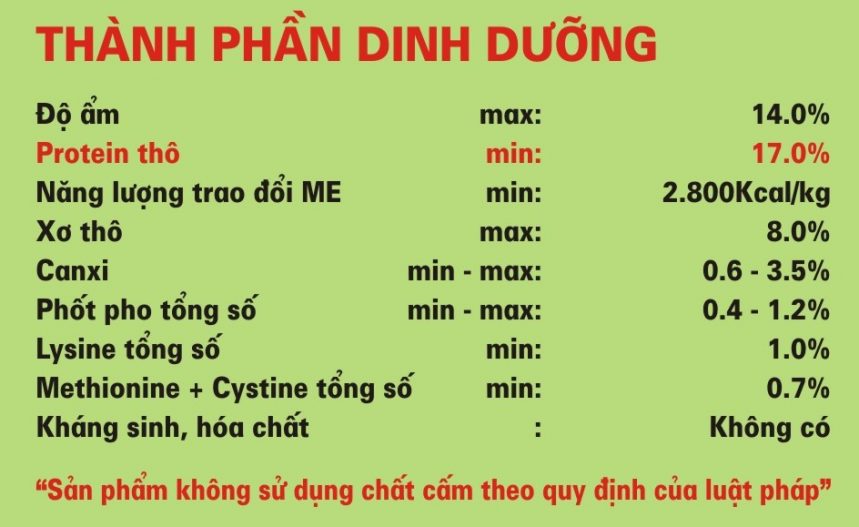 THÀNH PHẦN DINH DƯỠNG
Độ ẩm max: 14.0%
Protein thô min: 17.0%
Năng lượng trao đổi ME min: 2.800Kcal/kg
Xơ thô max: 8.0%
Canxi min - max: 0.6 - 3.5%
Phốt pho tổng số min - max: 0.4 - 1.2%
Lysine tổng số min: 1.0%
Methionine + Cystine tổng số min: 0.7%
Kháng sinh, hóa chất : Không có
“Sản phẩm không sử dụng chất cấm theo quy định của luật pháp”